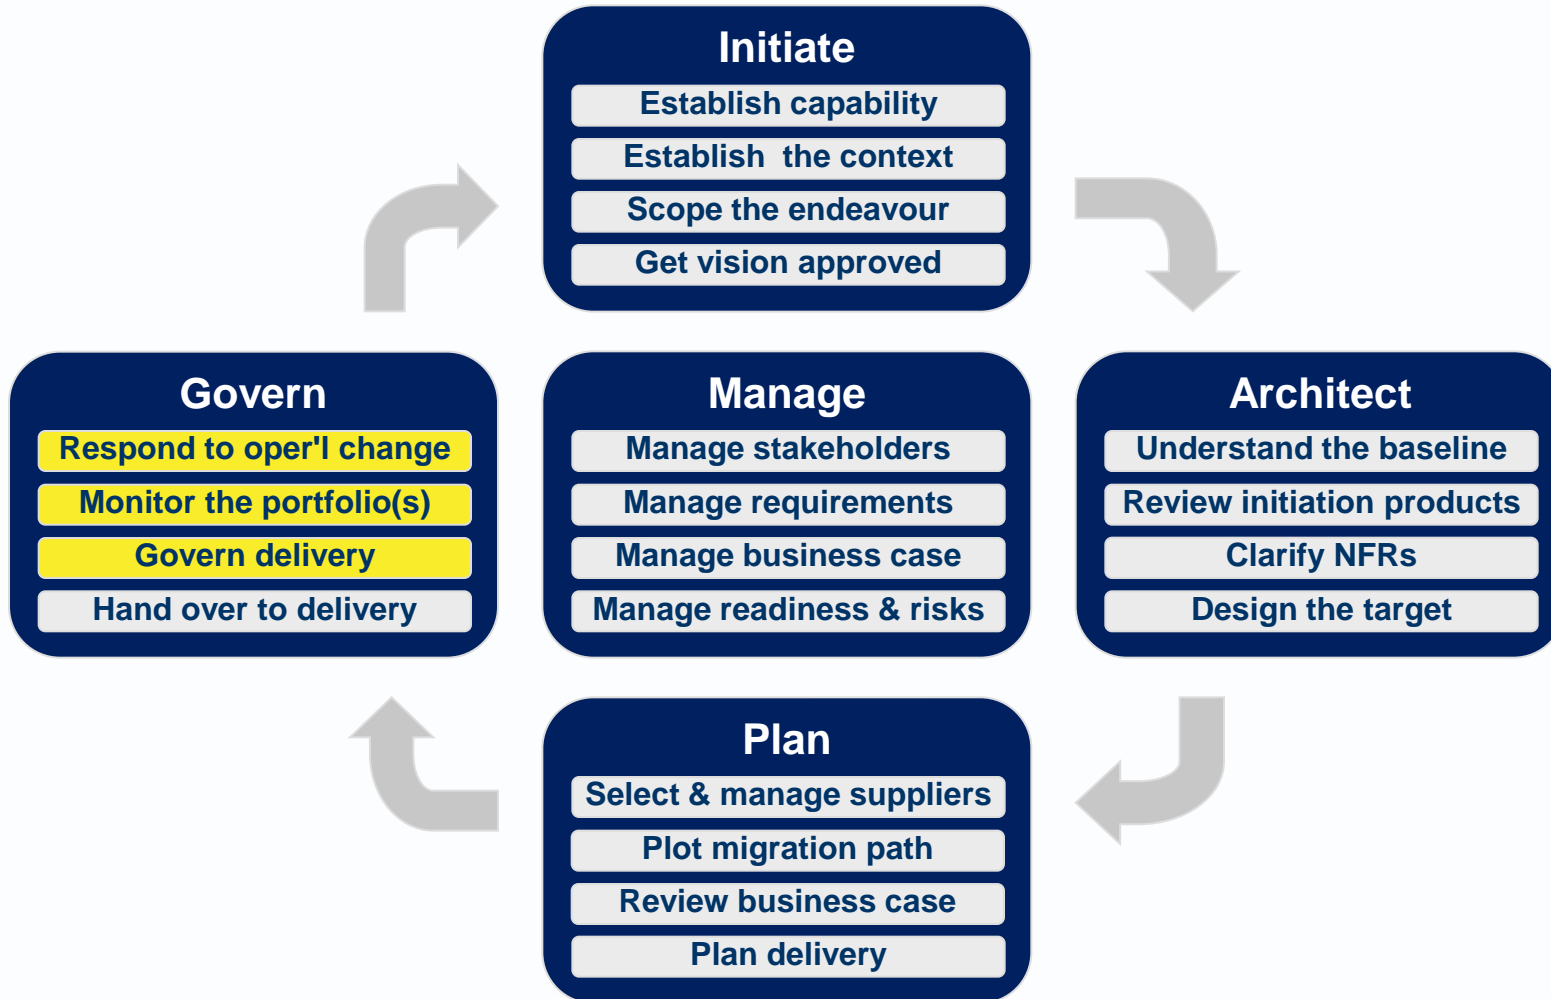 Initiate
Establish capability
Establish  the context
Scope the endeavour
Get vision approved
Govern
Respond to oper'l change
Monitor the portfolio(s)
Govern delivery
Hand over to delivery
Manage
Manage stakeholders
Manage requirements
Manage business case
Manage readiness & risks
Architect
Understand the baseline
Review initiation products
Clarify NFRs
Design the target
Plan
Select & manage suppliers
Plot migration path
Review business case
Plan delivery